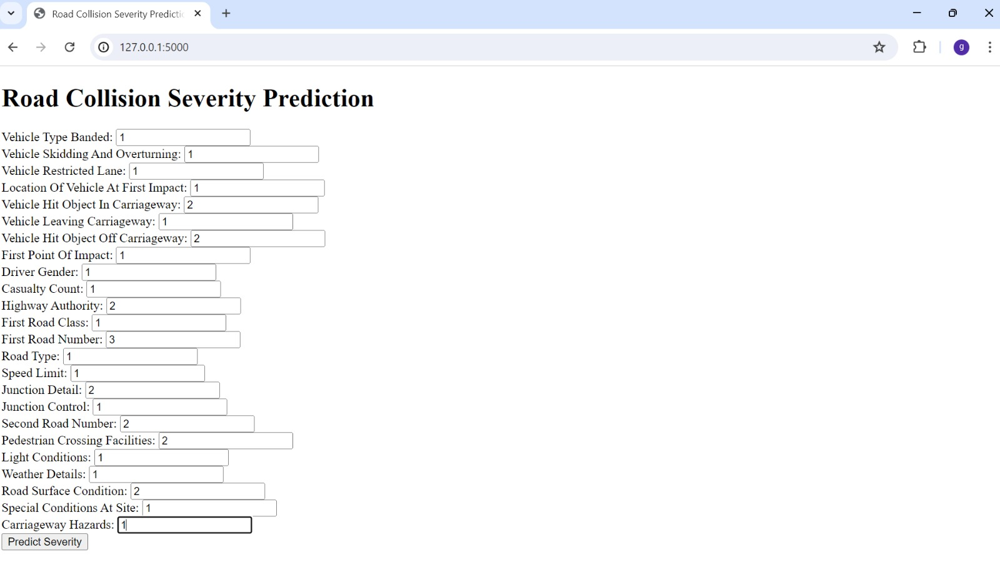 Road Collision Severity Predictic
127.0.0.1:5000
g
Road Collision Severity Prediction
Vehicle Type Banded: 1
Vehicle Skidding And Overturning: 1
Vehicle Restricted Lane: 1
Location Of Vehicle At First Impact: 1
Vehicle Hit Object In Carriageway: 2
Vehicle Leaving Carriageway: 1
Vehicle Hit Object Off Carriageway: 2
First Point Of Impact: 1
Driver Gender: 1
Casualty Count: 1
Highway Authority: 2
First Road Class: 1
First Road Number: 3
Road Type: 1
Speed Limit: 1
Junction Detail: 2
Junction Control: 1
Second Road Number: 2
Pedestrian Crossing Facilities: 2
Light Conditions: 1
Weather Details: 1
Road Surface Condition: 2
Special Conditions At Site: 1
Carriageway Hazards: 1
Predict Severity